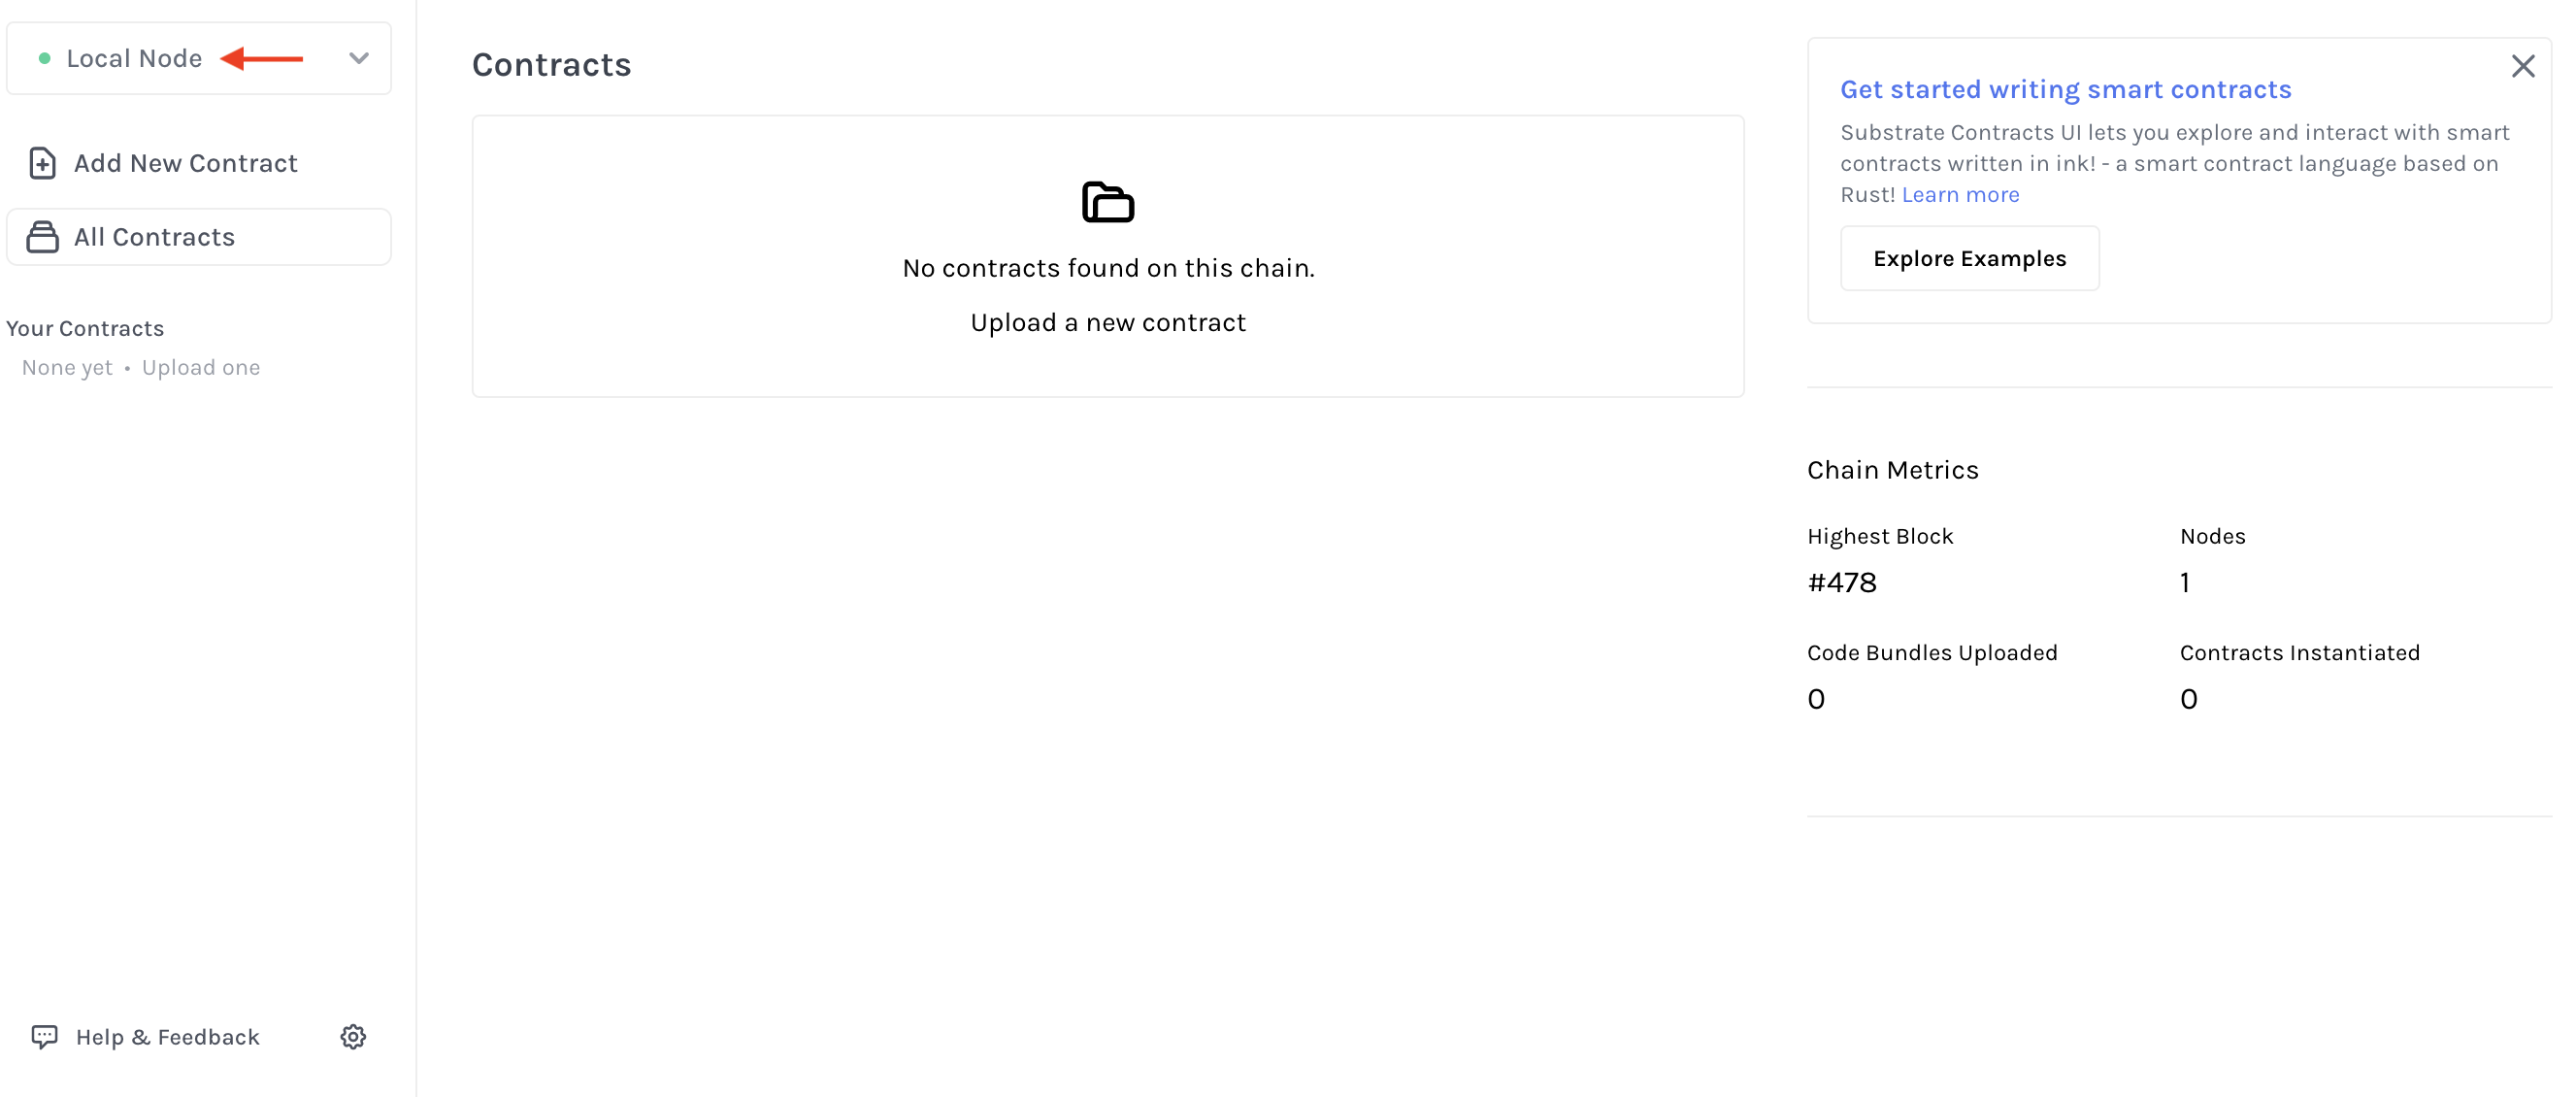 Local Node
Add New Contract
All Contracts
Your Contracts
None yet • Upload one
Help & Feedback
Contracts
No contracts found on this chain.
Upload a new contract
Get started writing smart contracts
Substrate Contracts UI lets you explore and interact with smart
contracts written in ink! - a smart contract language based on
Rust! Learn more
Explore Examples
Chain Metrics
Highest Block
#478
Nodes
1
Code Bundles Uploaded
0
Contracts Instantiated
0